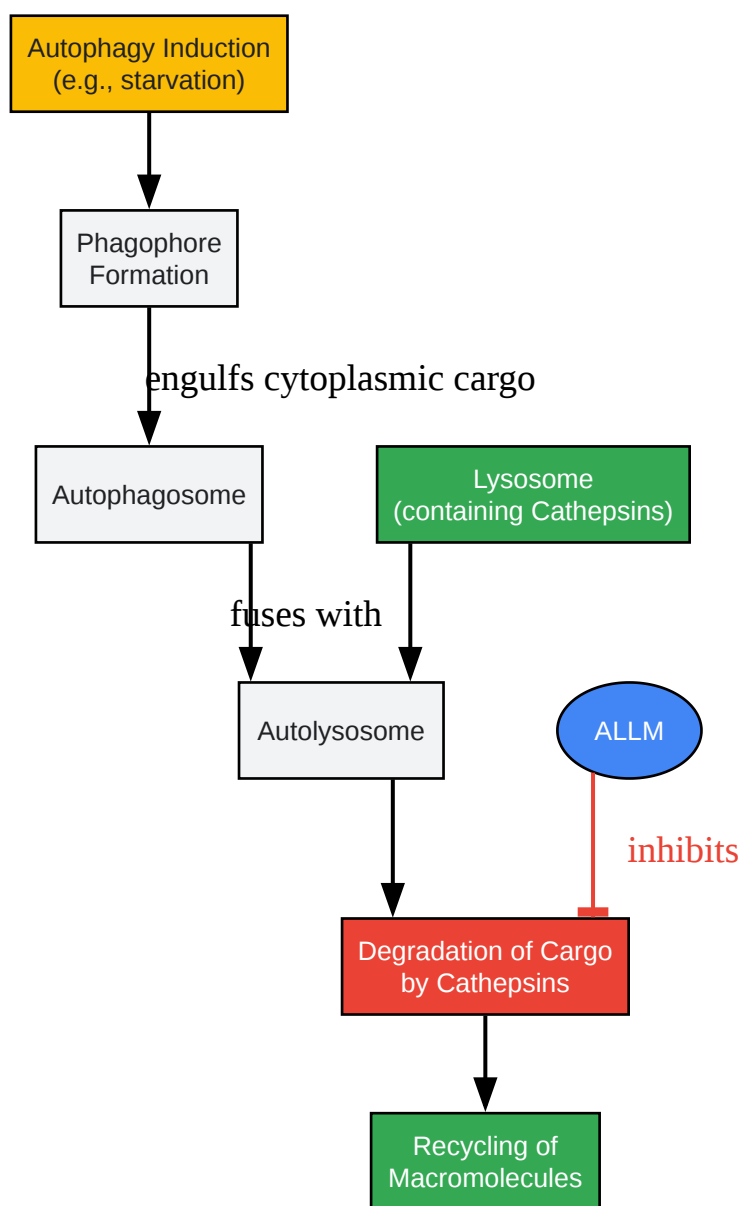 Autophagy Induction
(e.g., starvation)
Phagophore
Formation
engulfs cytoplasmic cargo
Autophagosome
Lysosome
(containing Cathepsins)
fuses with
Autolysosome
ALLM
inhibits
Degradation of Cargo
by Cathepsins
Recycling of
Macromolecules